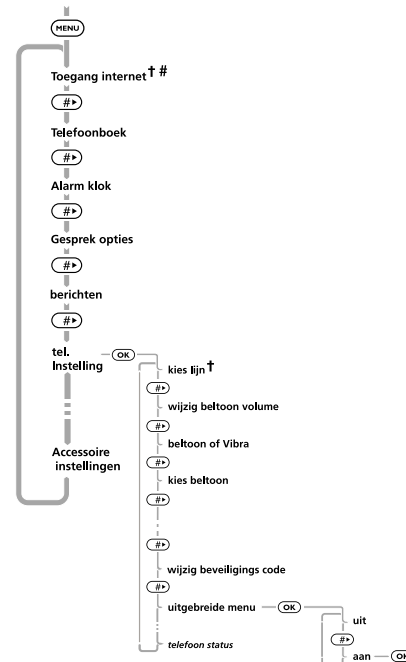 MENU
Toegang internet† #
#▸
Telefoonboek
#▸
Alarm klok
#▸
Gesprek opties
#▸
berichten
#▸
tel.
Instelling
OK
Accessoire
instellingen
kies lijn†
#▸
wijzig beltoon volume
#▸
beltoon of Vibra
#▸
kies beltoon
#▸
#▸
wijzig beveiligings code
#▸
uitgebreide menu
OK
telefoon status
uit
#▸
aan
OK